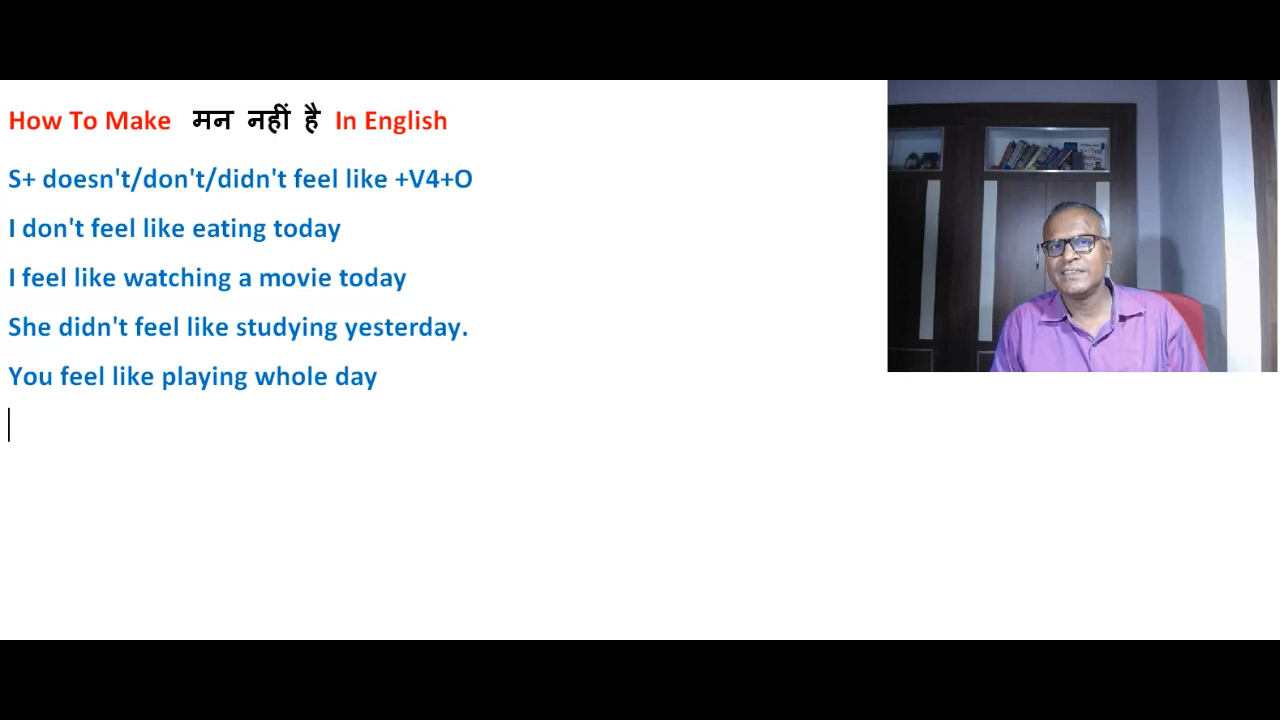 How To Make मन नहीं है In English
S+ doesn't/don't/didn't feel like +V4+O
I don't feel like eating today
I feel like watching a movie today
She didn't feel like studying yesterday.
You feel like playing whole day